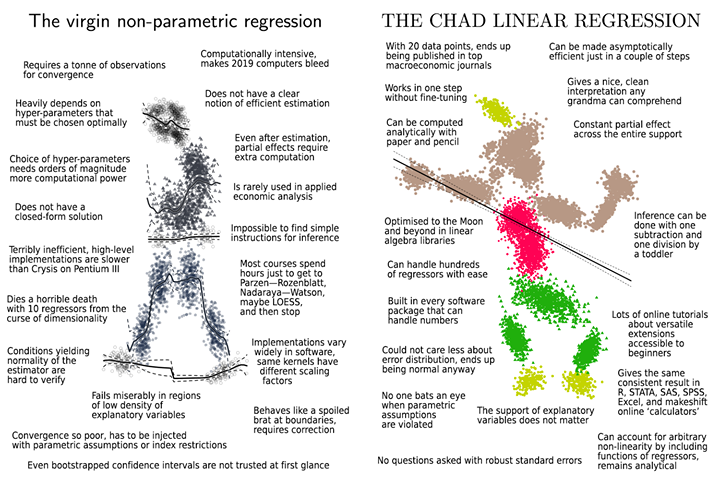 The virgin non-parametric regression
Requires a tonne of observations
for convergence
Computationally intensive,
makes 2019 computers bleed
Heavily depends on
hyper-parameters that
must be chosen optimally
Does not have a clear
notion of efficient estimation
Even after estimation,
partial effects require
extra computation
Choice of hyper-parameters
needs orders of magnitude
more computational power
Is rarely used in applied
economic analysis
Does not have a
closed-form solution
Impossible to find simple
instructions for inference
Terribly inefficient, high-level
implementations are slower
than Crysis on Pentium III
Most courses spend
hours just to get to
Parzen—Rozenblatt,
Nadaraya—Watson,
maybe LOESS,
and then stop
Dies a horrible death
with 10 regressors from the
curse of dimensionality
Conditions yielding
normality of the
estimator are
hard to verify
Implementations vary
widely in software,
same kernels have
different scaling
factors
Fails miserably in regions
of low density of
explanatory variables
Behaves like a spoiled
brat at boundaries,
requires correction
Convergence so poor, has to be injected
with parametric assumptions or index restrictions
Even bootstrapped confidence intervals are not trusted at first glance
THE CHAD LINEAR REGRESSION
With 20 data points, ends up
being published in top
macroeconomic journals
Can be made asymptotically
efficient just in a couple of steps
Works in one step
without fine-tuning
Gives a nice, clean
interpretation any
grandma can comprehend
Can be computed
analytically with
paper and pencil
Constant partial effect
across the entire support
Optimised to the Moon
and beyond in linear
algebra libraries
Inference can be
done with one
subtraction and
one division by
a toddler
Can handle hundreds
of regressors with ease
Built in every software
package that can
handle numbers
Lots of online tutorials
about versatile
extensions
accessible to
beginners
Could not care less about
error distribution, ends up
being normal anyway
Gives the same
consistent result in
R, STATA, SAS, SPSS,
Excel, and makeshift
online ‘calculators’
No one bats an eye
when parametric
assumptions
are violated
The support of explanatory
variables does not matter
Can account for arbitrary
non-linearity by including
functions of regressors,
remains analytical
No questions asked with robust standard errors